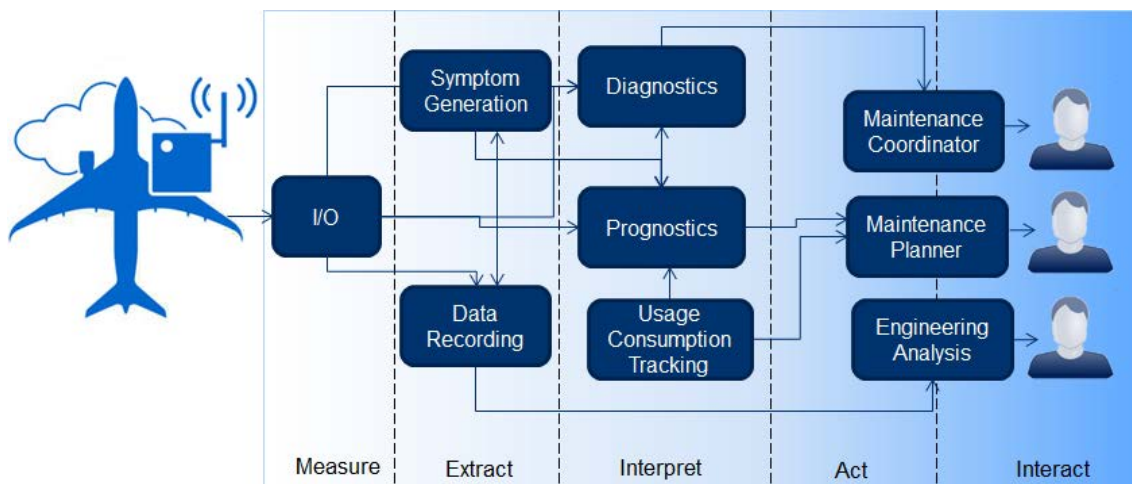 Symptom
Generation
Diagnostics
Maintenance
Coordinator
I/O
Prognostics
Maintenance
Planner
Data
Recording
Usage
Consumption
Tracking
Engineering
Analysis
Measure
Extract
Interpret
Act
Interact